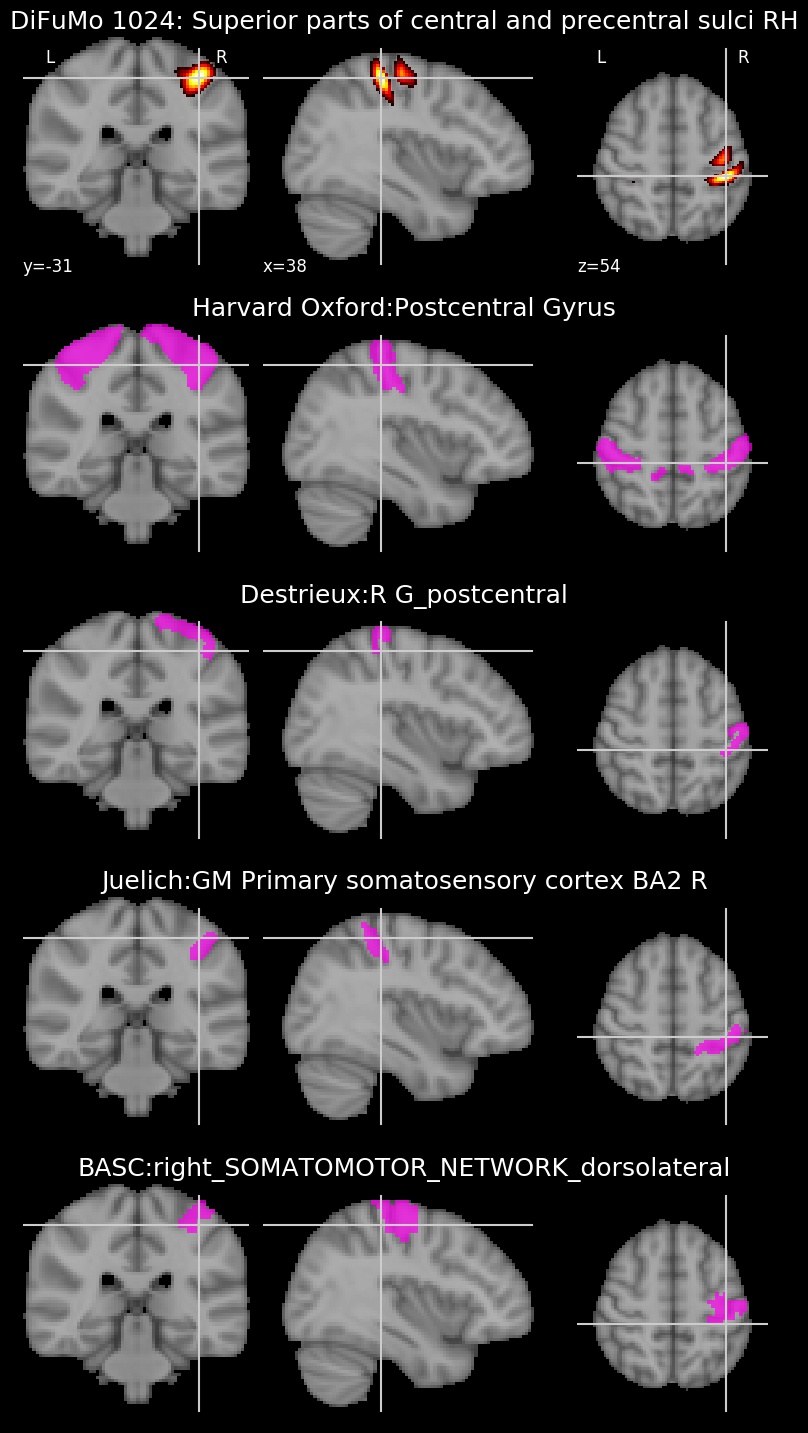 DiFuMo 1024: Superior parts of central and precentral sulci RH
L R L R
y=-31 x=38 z=54
Harvard Oxford:Postcentral Gyrus
Destrieux:R G_postcentral
Juelich:GM Primary somatosensory cortex BA2 R
BASC:right_SOMATOMOTOR_NETWORK_dorsolateral